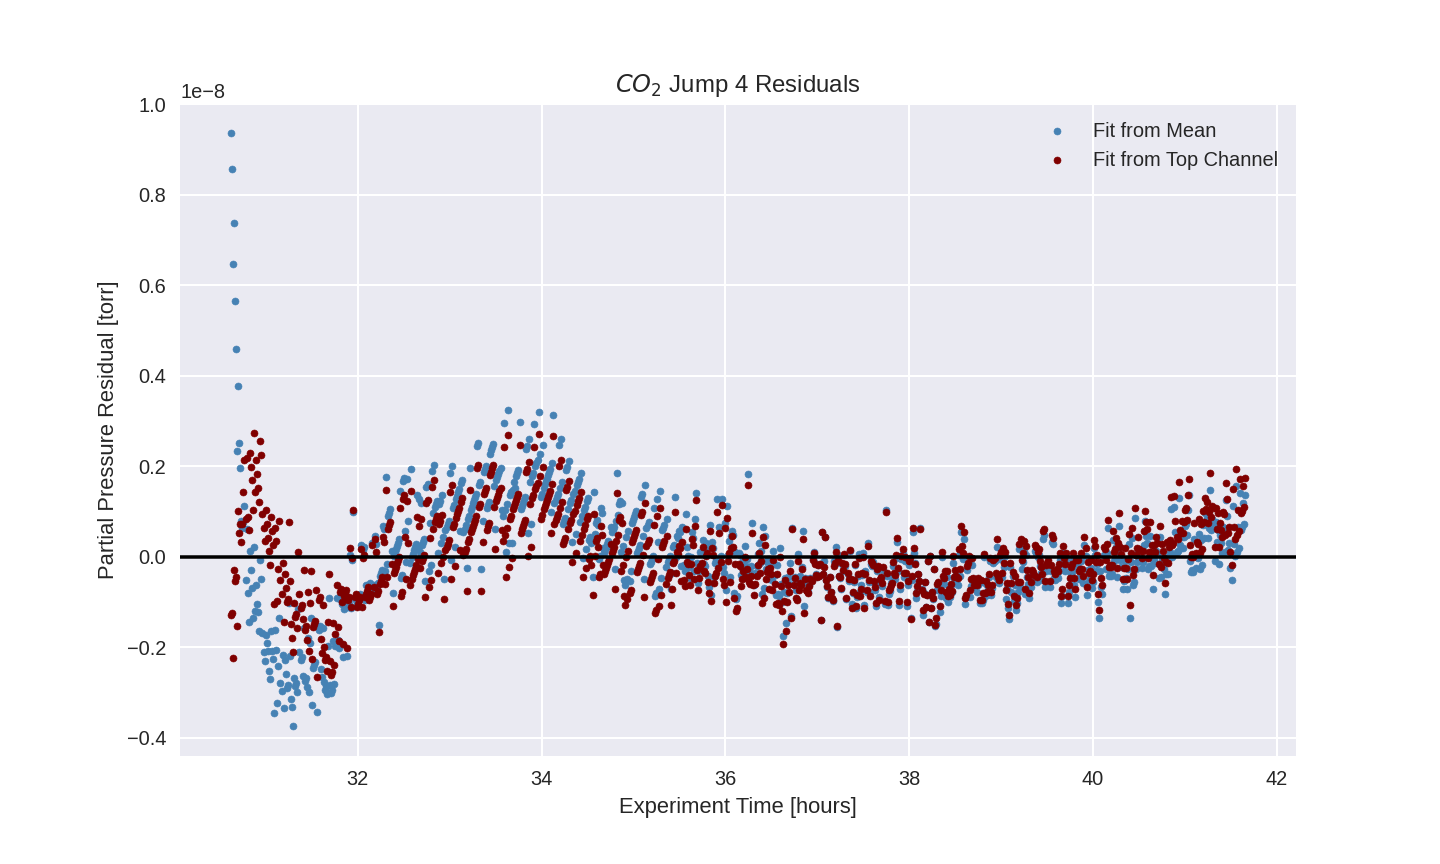 CO₂ Jump 4 Residuals
1e−8
1.0
0.8
0.6
0.4
0.2
0.0
−0.2
−0.4
Partial Pressure Residual [torr]
Fit from Mean
Fit from Top Channel
32 34 36 38 40 42
Experiment Time [hours]